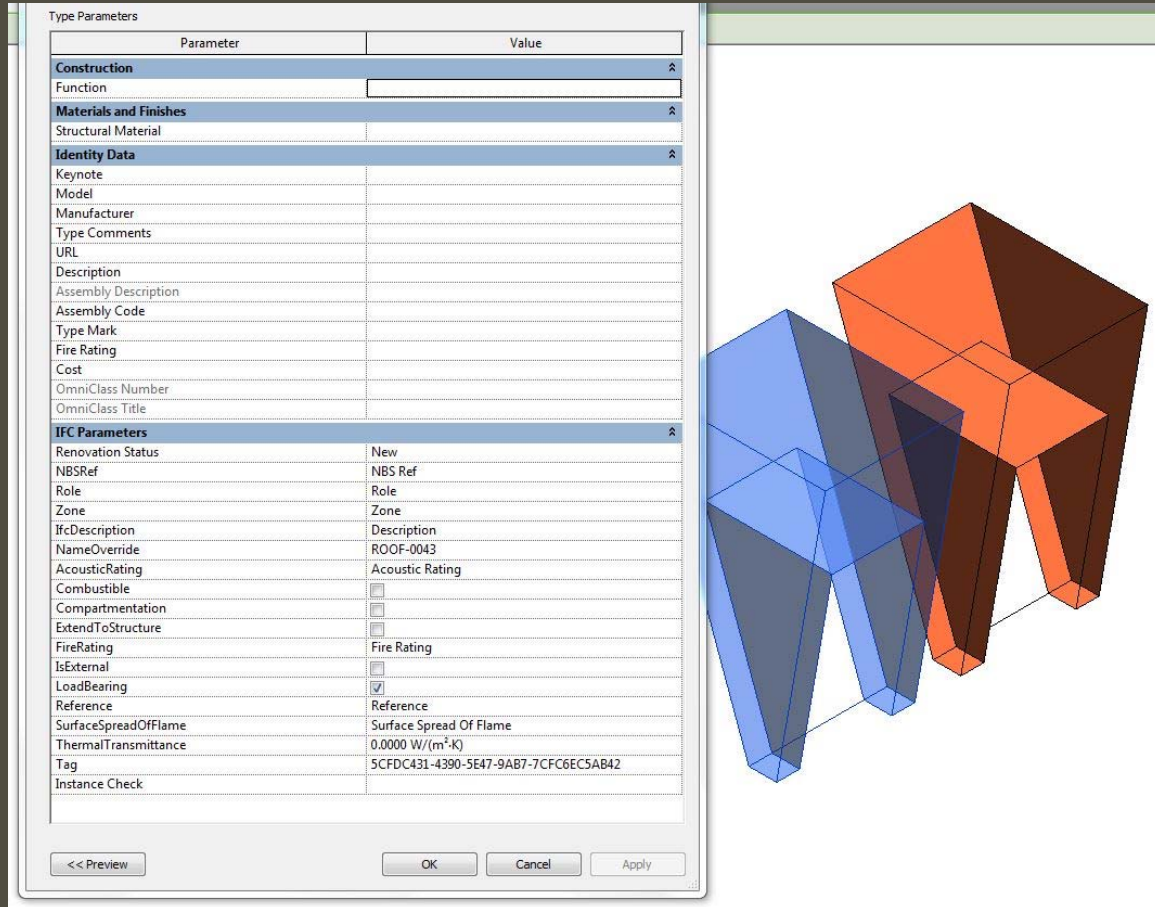 Type Parameters
Parameter Value
Construction
Function
Materials and Finishes
Structural Material
Identity Data
Keynote
Model
Manufacturer
Type Comments
URL
Description
Assembly Description
Assembly Code
Type Mark
Fire Rating
Cost
OmniClass Number
OmniClass Title
IFC Parameters
Renovation Status New
NBSRef NBS Ref
Role Role
Zone Zone
IfcDescription Description
NameOverride ROOF-0043
AcousticRating Acoustic Rating
Combustible
Compartmentation
ExtendToStructure
FireRating Fire Rating
IsExternal
LoadBearing
Reference Reference
SurfaceSpreadOfFlame Surface Spread Of Flame
ThermalTransmittance 0.0000 W/(m²·K)
Tag 5CFDC431-4390-5E47-9AB7-7CFC6EC5AB42
Instance Check
<< Preview OK Cancel Apply